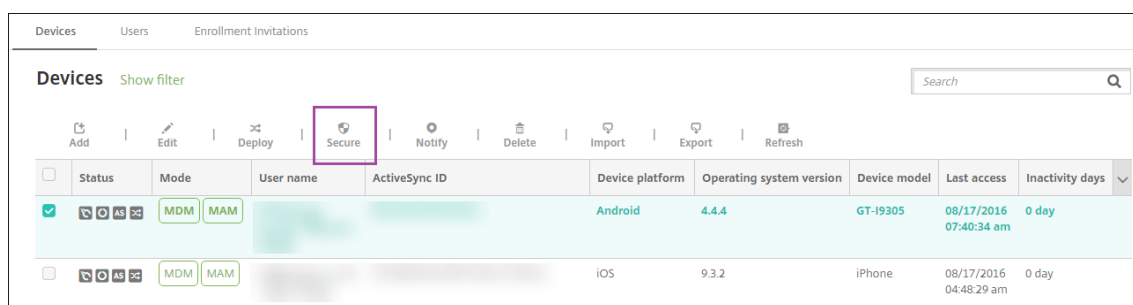 Devices Users Enrollment Invitations
Devices Show filter Search
Add | Edit | Deploy | Secure | Notify | Delete | Import | Export | Refresh
Status Mode User name ActiveSync ID Device platform Operating system version Device model Last access Inactivity days
AS MDM MAM Android 4.4.4 GT-I9305 08/17/2016 0 day
07:40:34 am
AS MDM MAM iOS 9.3.2 iPhone 08/17/2016 0 day
04:48:29 am